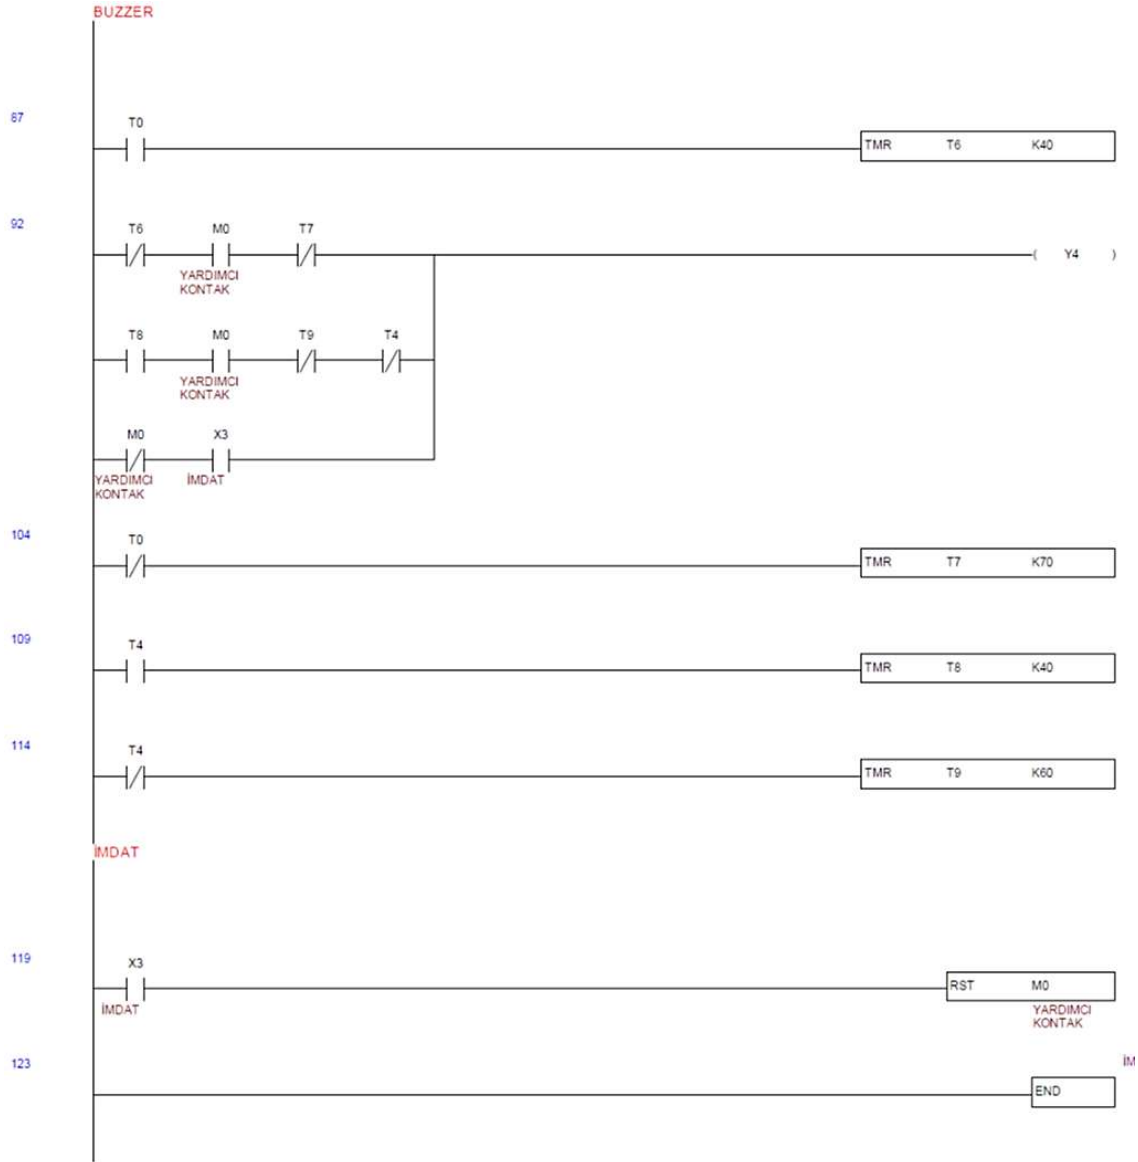 BUZZER
87
T0
TMR T6 K40
92
T6 M0 T7
Y4
YARDIMCI
KONTAK
T8 M0 T9 T4
YARDIMCI
KONTAK
M0 X3
YARDIMCI İMDAT
KONTAK
104
T0
TMR T7 K70
109
T4
TMR T8 K40
114
T4
TMR T9 K60
İMDAT
119
X3
RST M0
İMDAT
YARDIMCI
KONTAK
123
İM
END